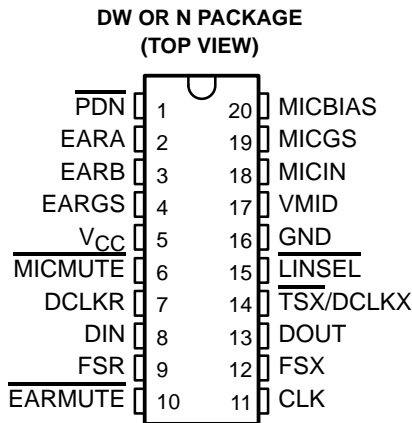 DW OR N PACKAGE
(TOP VIEW)
PDN 1 20 MICBIAS
EARA 2 19 MICGS
EARB 3 18 MICIN
EARGS 4 17 VMID
VCC 5 16 GND
MICMUTE 6 15 LINSEL
DCLKR 7 14 TSX/DCLKX
DIN 8 13 DOUT
FSR 9 12 FSX
EARMUTE 10 11 CLK